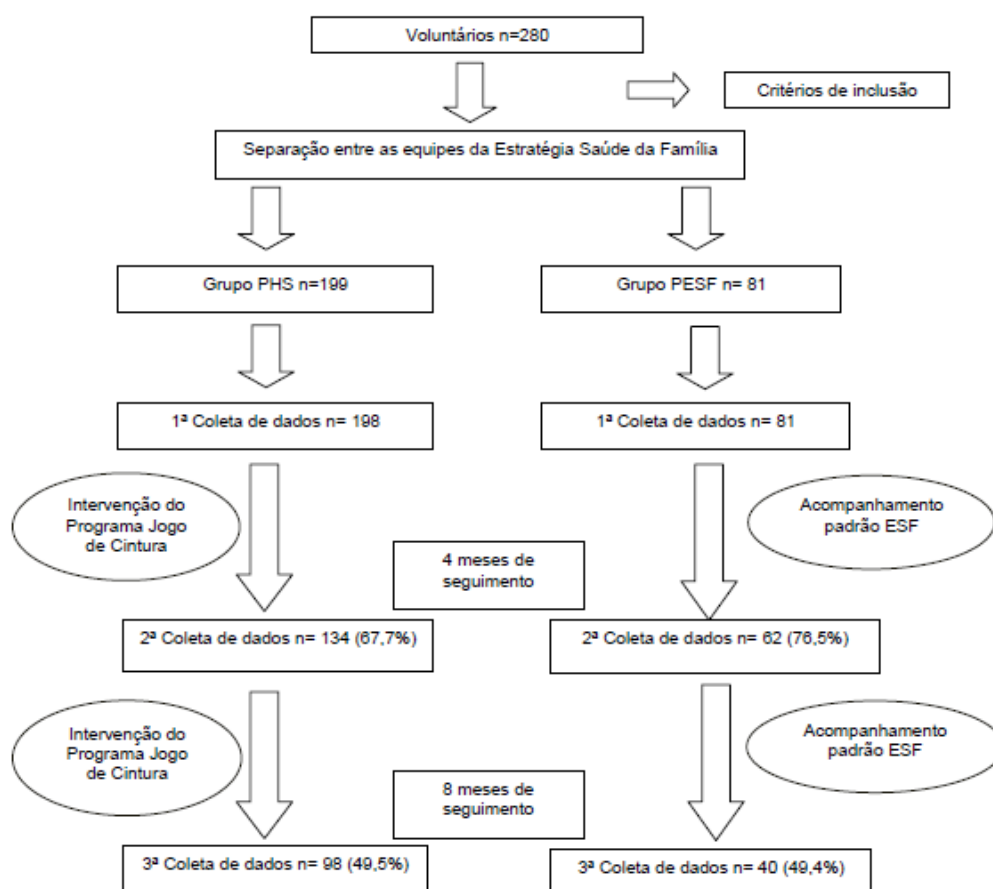 Voluntários n=280
Critérios de inclusão
Separação entre as equipes da Estratégia Saúde da Família
Grupo PHS n=199
Grupo PESF n= 81
1ª Coleta de dados n= 198
1ª Coleta de dados n= 81
Intervenção do
Programa Jogo
de Cintura
Acompanhamento
padrão ESF
4 meses de
seguimento
2ª Coleta de dados n= 134 (67,7%)
2ª Coleta de dados n= 62 (76,5%)
Intervenção do
Programa Jogo
de Cintura
Acompanhamento
padrão ESF
8 meses de
seguimento
3ª Coleta de dados n= 98 (49,5%)
3ª Coleta de dados n= 40 (49,4%)